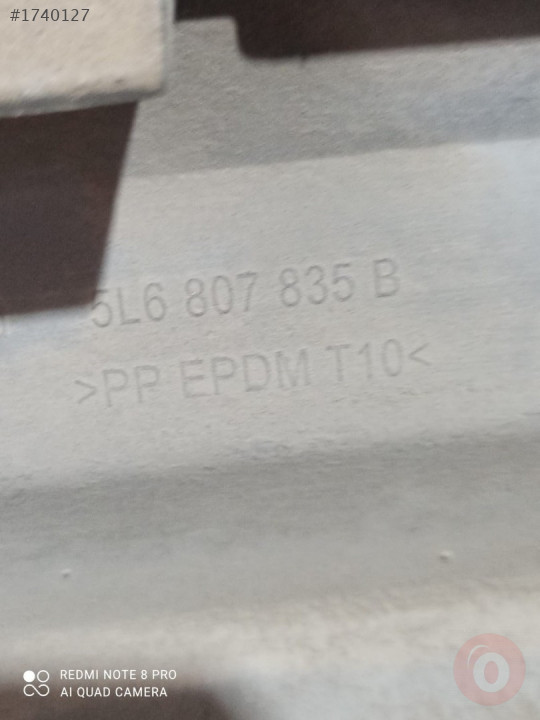 #1740127
5L6 807 835 B
>PP EPDM T10<
REDMI NOTE 8 PRO
AI QUAD CAMERA